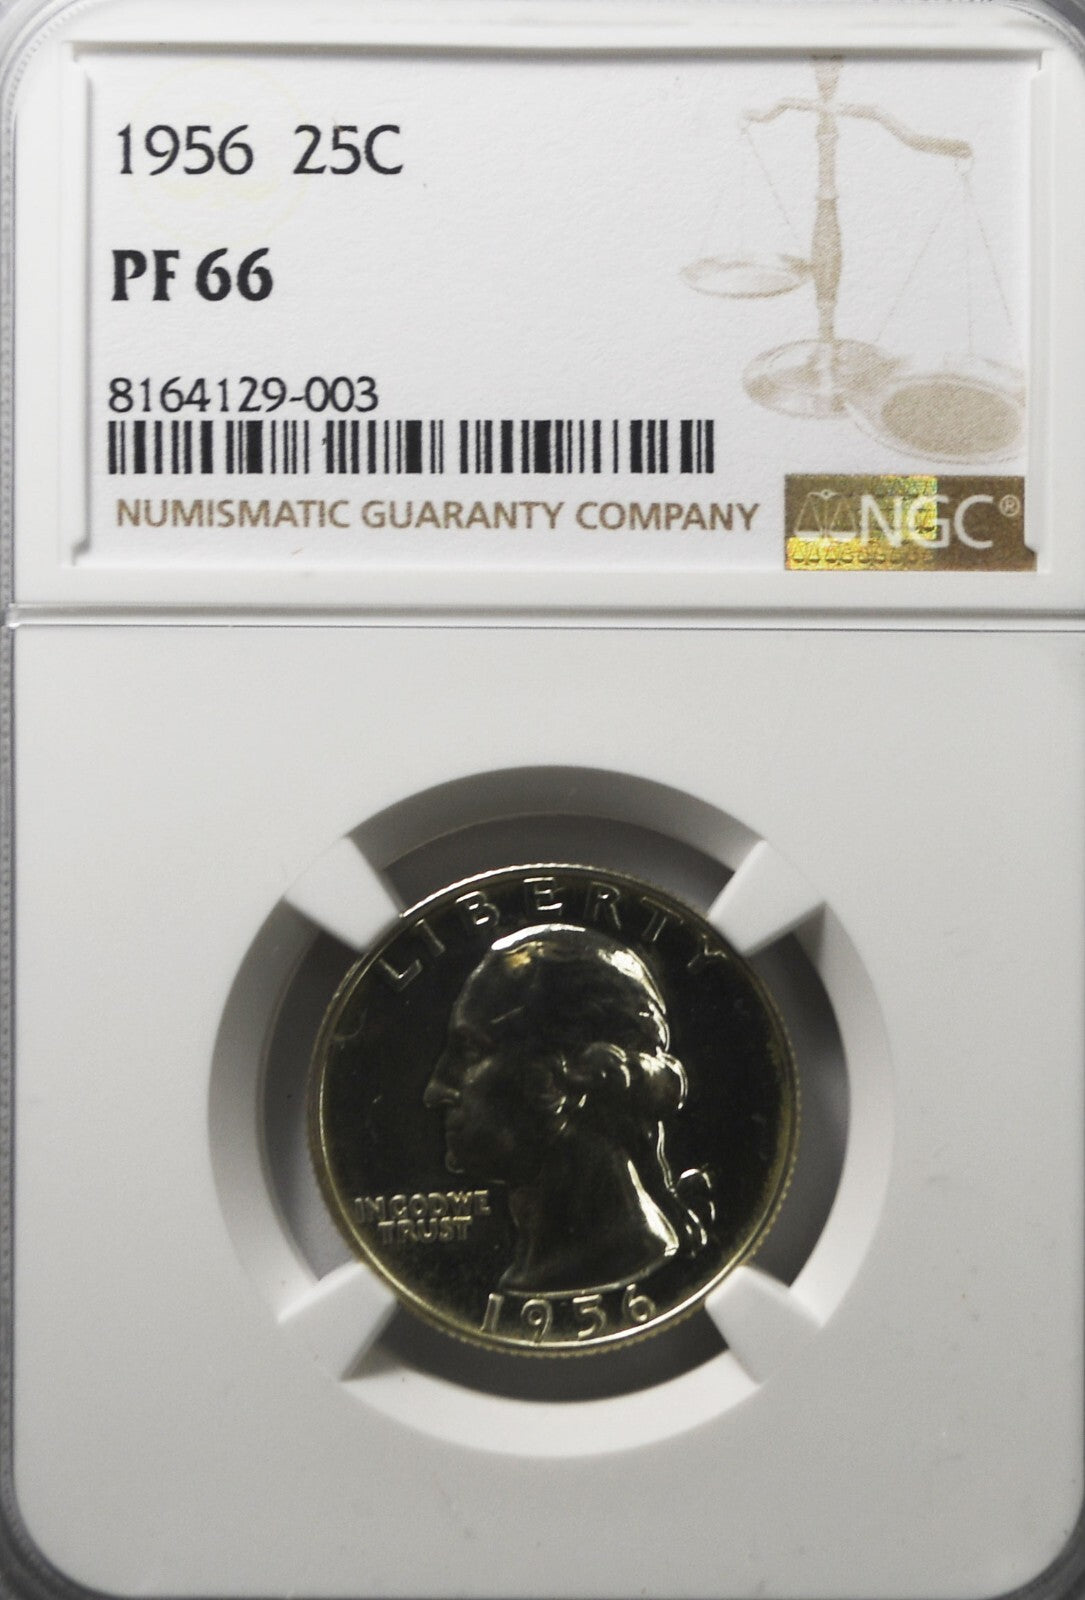 1956 25C
PF 66
8164129-003
NUMISMATIC GUARANTY COMPANY
NGC®
LIBERTY
IN GOD WE
TRUST
1956